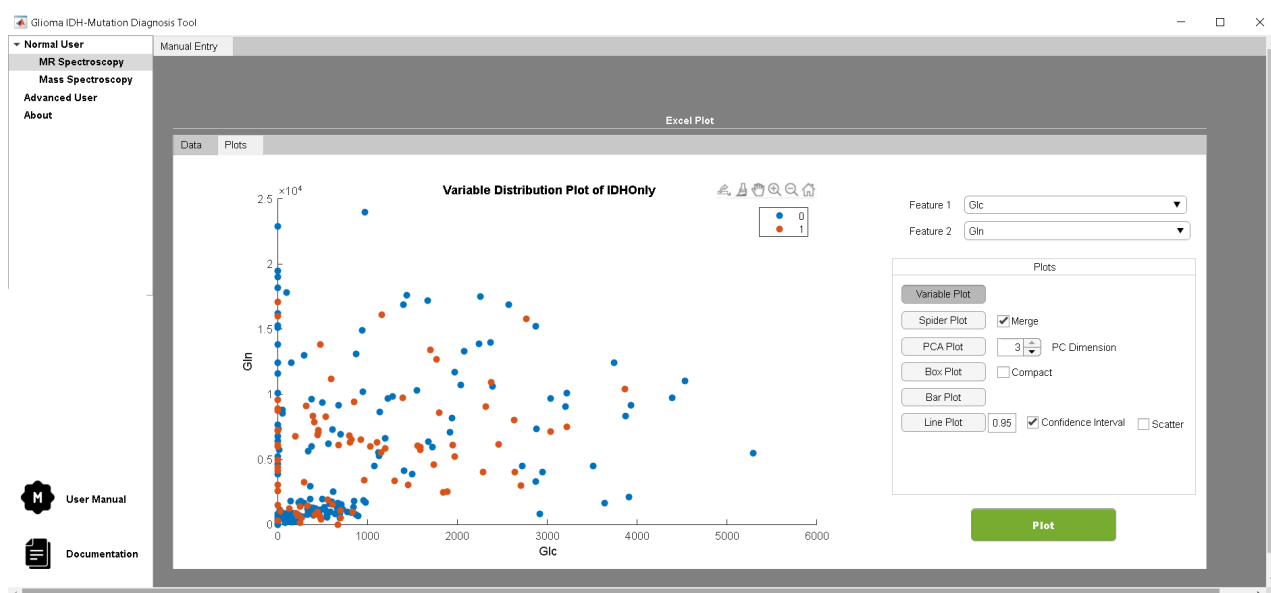 Glioma IDH-Mutation Diagnosis Tool
Normal User
MR Spectroscopy
Mass Spectroscopy
Advanced User
About
M
User Manual
Documentation
Manual Entry
Excel Plot
Data
Plots
Variable Distribution Plot of IDHOnly
×10⁴
2.5
2
1.5
1
0.5
0
Gln
0
1
0
1000
2000
3000
4000
5000
6000
Glc
Feature 1
Glc
Feature 2
Gln
Plots
Variable Plot
Spider Plot
Merge
PCA Plot
3
PC Dimension
Box Plot
Compact
Bar Plot
Line Plot
0.95
Confidence Interval
Scatter
Plot